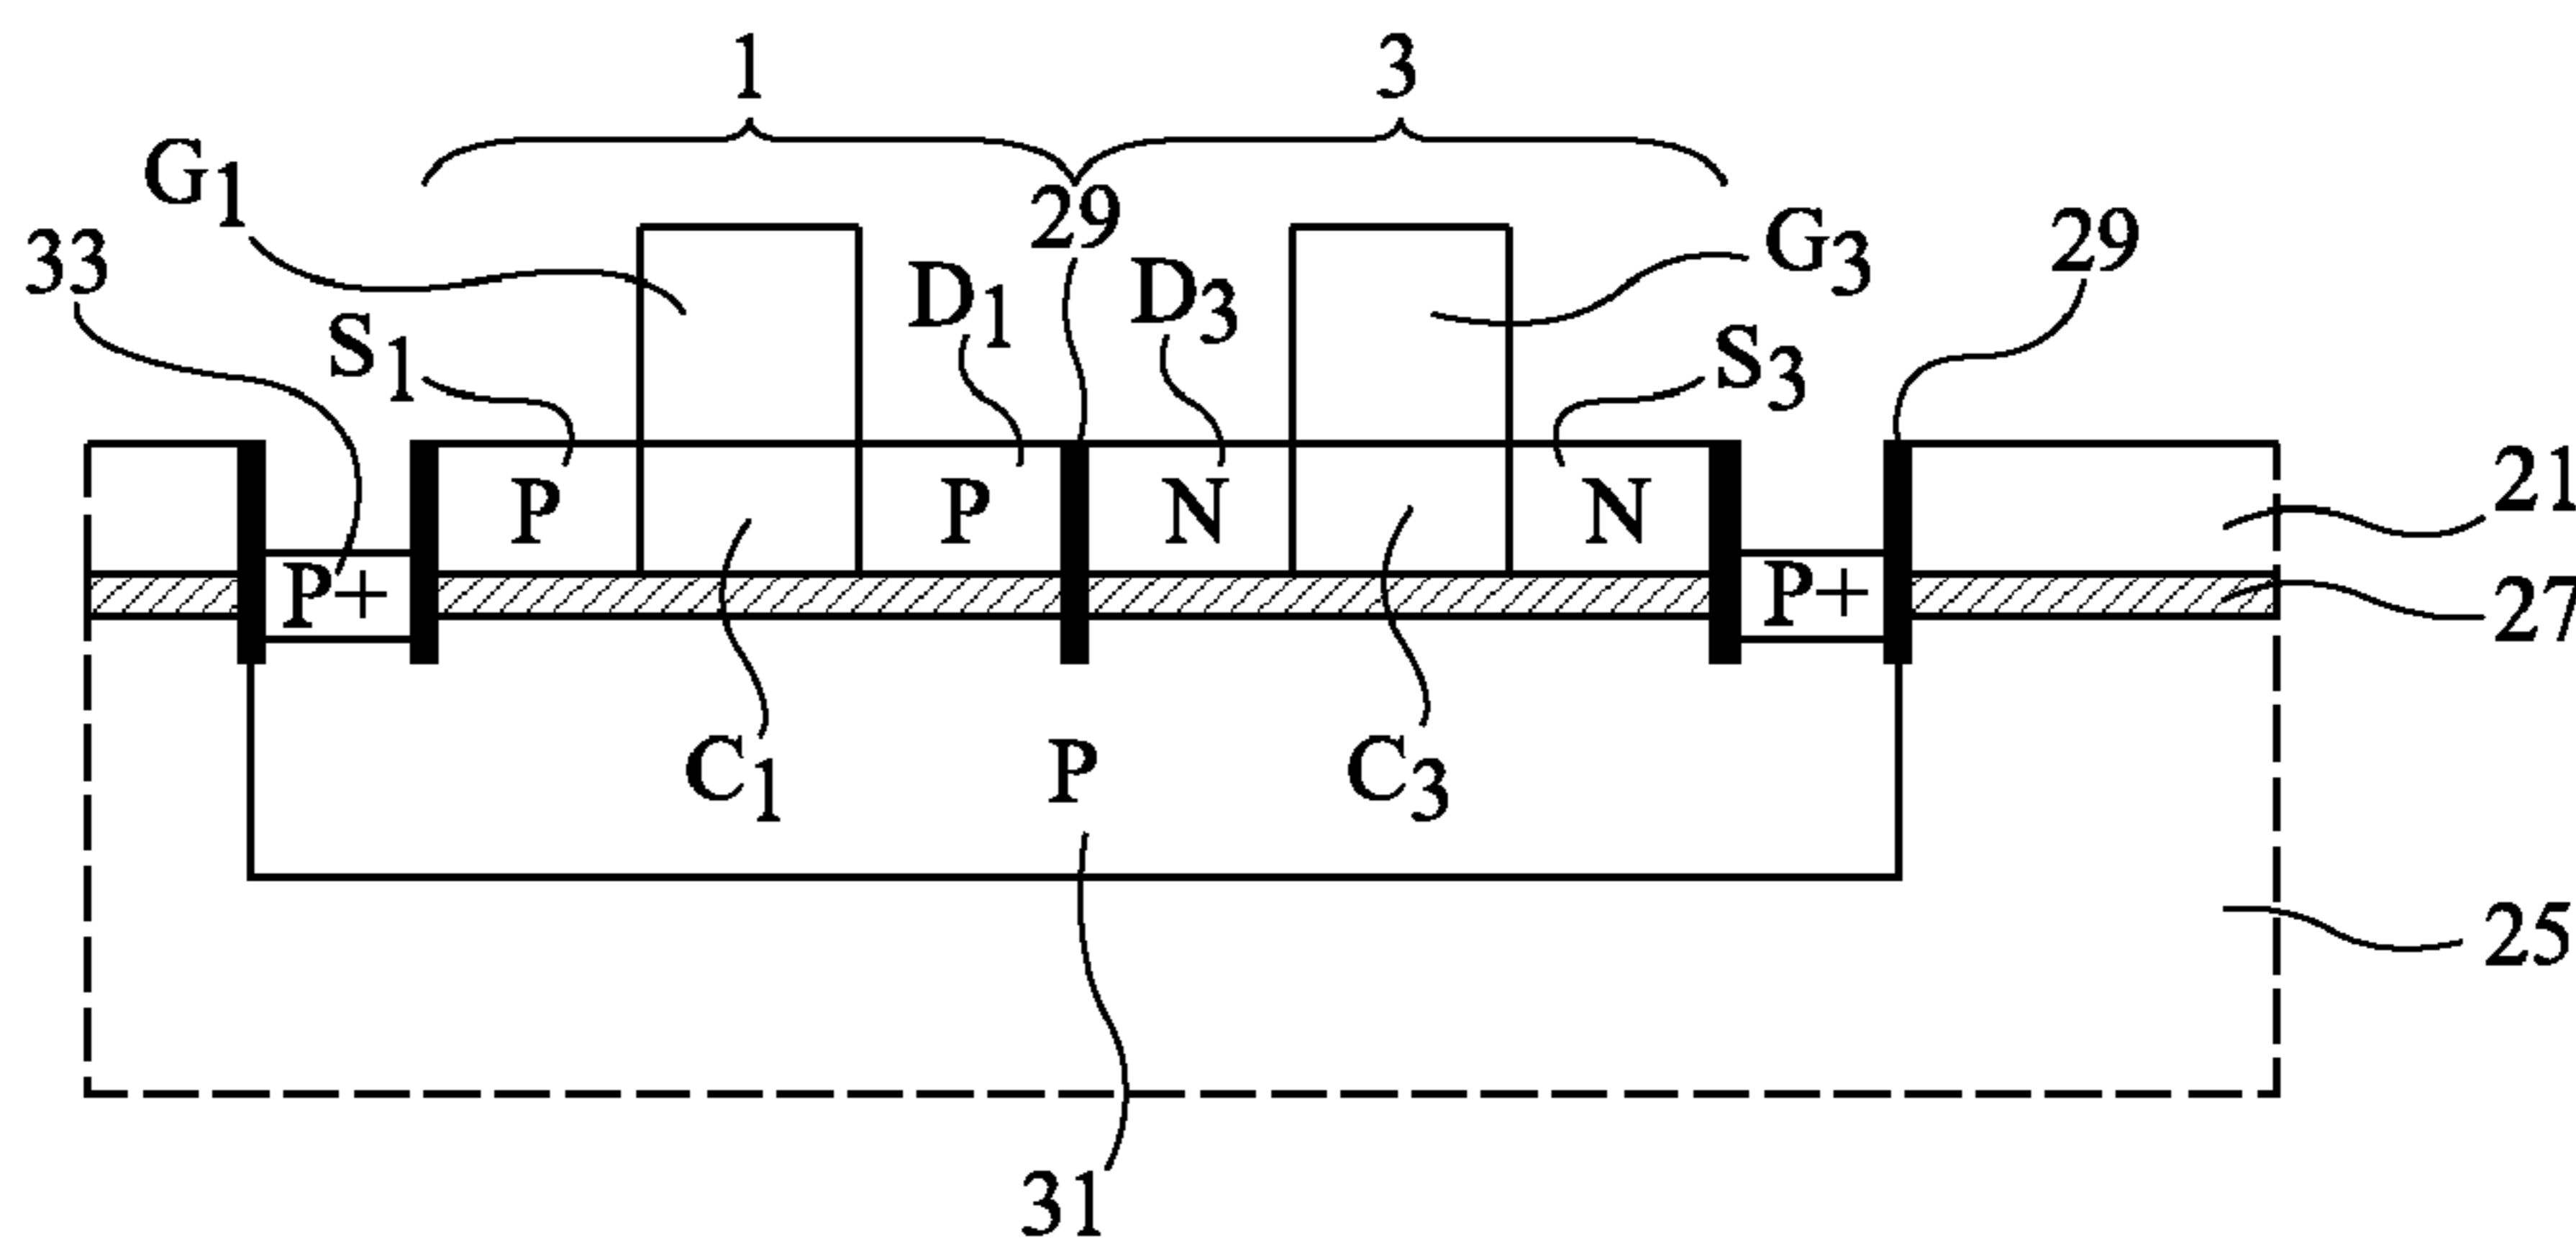 1 3
G1 29 G3 29
33 S1 D1 D3 S3
P P N N 21
P+ P+ 27
C1 P C3
25
31